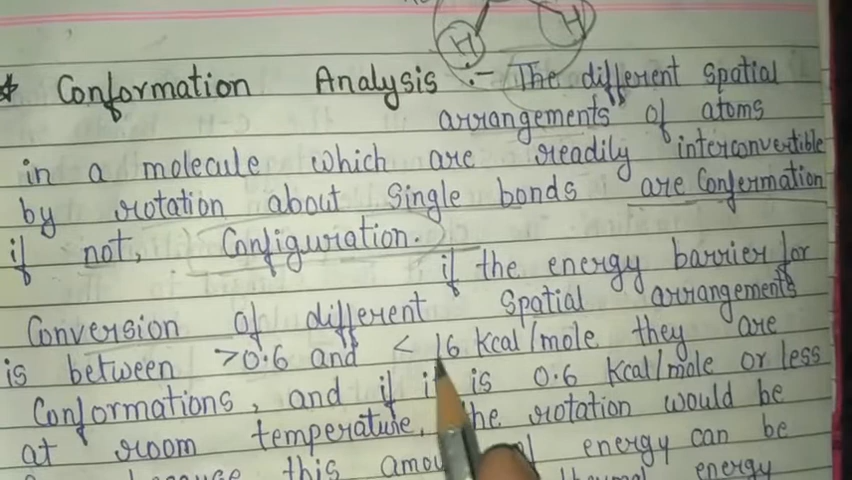 H H
* Conformation Analysis :- The different spatial
arrangements of atoms
in a molecule which are readily interconvertible
by rotation about single bonds are Confermation
if not, Configuration.
if the energy barrier for
Conversion of different spatial arrangements
is between >0.6 and < 16 Kcal/mole they are
Conformations, and if it is 0.6 Kcal/mole or less
at room temperature, the rotation would be
this energy can be
thermal energy